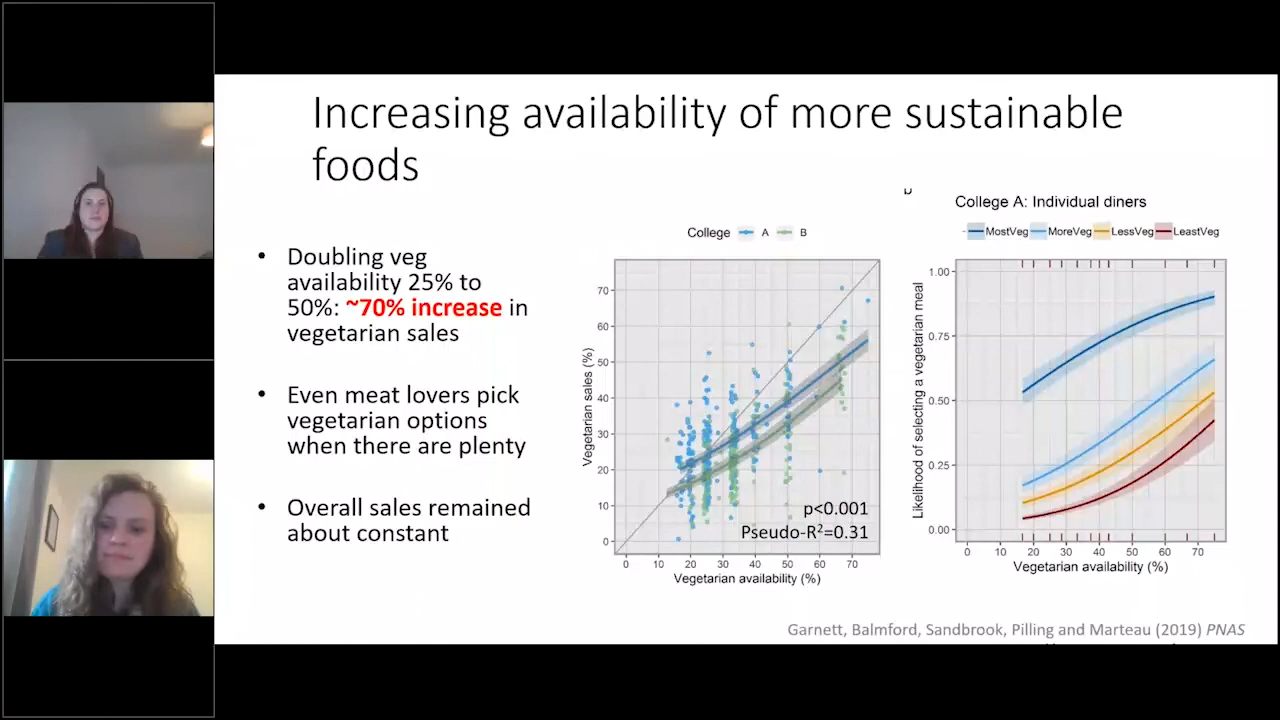 Increasing availability of more sustainable
foods
• Doubling veg
availability 25% to
50%: ~70% increase in
vegetarian sales
• Even meat lovers pick
vegetarian options
when there are plenty
• Overall sales remained
about constant
College A B
Vegetarian sales (%)
70
60
50
40
30
20
10
0
p<0.001
Pseudo-R²=0.31
0 10 20 30 40 50 60 70
Vegetarian availability (%)
College A: Individual diners
MostVeg MoreVeg LessVeg LeastVeg
Likelihood of selecting a vegetarian meal
1.00
0.75
0.50
0.25
0.00
0 10 20 30 40 50 60 70
Vegetarian availability (%)
Garnett, Balmford, Sandbrook, Pilling and Marteau (2019) PNAS